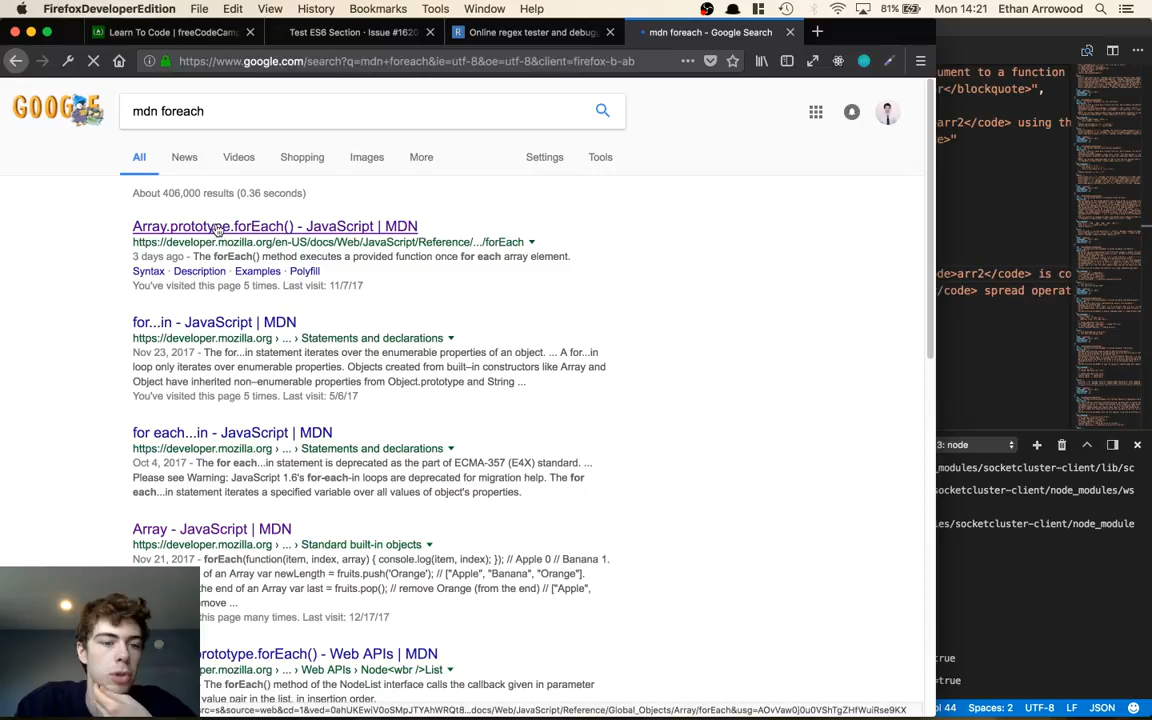 FirefoxDeveloperEdition File Edit View History Bookmarks Tools Window Help 81% Mon 14:21 Ethan Arrowood
Learn To Code | freeCodeCam
Test ES6 Section · Issue #1620
Online regex tester and debug
mdn foreach - Google Search
https://www.google.com/search?q=mdn+foreach&ie=utf-8&oe=utf-8&client=firefox-b-ab
mdn foreach
All News Videos Shopping Images More Settings Tools
About 406,000 results (0.36 seconds)
Array.prototype.forEach() - JavaScript | MDN
https://developer.mozilla.org/en-US/docs/Web/JavaScript/Reference/.../forEach
3 days ago - The forEach() method executes a provided function once for each array element.
Syntax · Description · Examples · Polyfill
You've visited this page 5 times. Last visit: 11/7/17
for...in - JavaScript | MDN
https://developer.mozilla.org › ... › Statements and declarations
Nov 23, 2017 - The for...in statement iterates over the enumerable properties of an object. ... A for...in
loop only iterates over enumerable properties. Objects created from built–in constructors like Array and
Object have inherited non–enumerable properties from Object.prototype and String ...
You've visited this page 5 times. Last visit: 5/6/17
for each...in - JavaScript | MDN
https://developer.mozilla.org › ... › Statements and declarations
Oct 4, 2017 - The for each...in statement is deprecated as the part of ECMA-357 (E4X) standard. ...
Please see Warning: JavaScript 1.6's for-each-in loops are deprecated for migration help. The for
each...in statement iterates a specified variable over all values of object's properties.
Array - JavaScript | MDN
https://developer.mozilla.org › ... › Standard built-in objects
Nov 21, 2017 - forEach(function(item, index, array) { console.log(item, index); }); // Apple 0 // Banana 1.
of an Array var newLength = fruits.push('Orange'); // ["Apple", "Banana", "Orange"].
the end of an Array var last = fruits.pop(); // remove Orange (from the end) // ["Apple",
emove ...
this page many times. Last visit: 12/17/17
rototype.forEach() - Web APIs | MDN
mozilla.org › ... › Web APIs › Node<wbr />List
The forEach() method of the NodeList interface calls the callback given in parameter
value pair in the list, in insertion order.
ument to a function
r</blockquote>",
arr2</code> using th
e>"
ode>arr2</code> is co
</code> spread operat
3: node
_modules/socketcluster-client/lib/sc
socketcluster-client/node_modules/ws
es/socketcluster-client/node_module
true
=true
ol 44 Spaces: 2 UTF-8 LF JSON